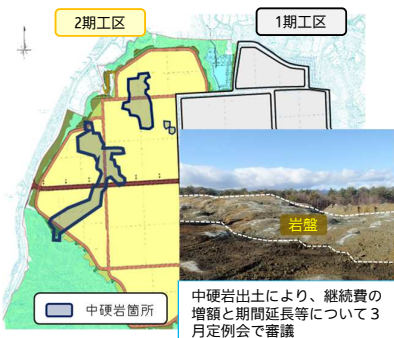 2期工区
1期工区
岩盤
中硬岩箇所
中硬岩出土により、継続費の
増額と期間延長等について３
月定例会で審議